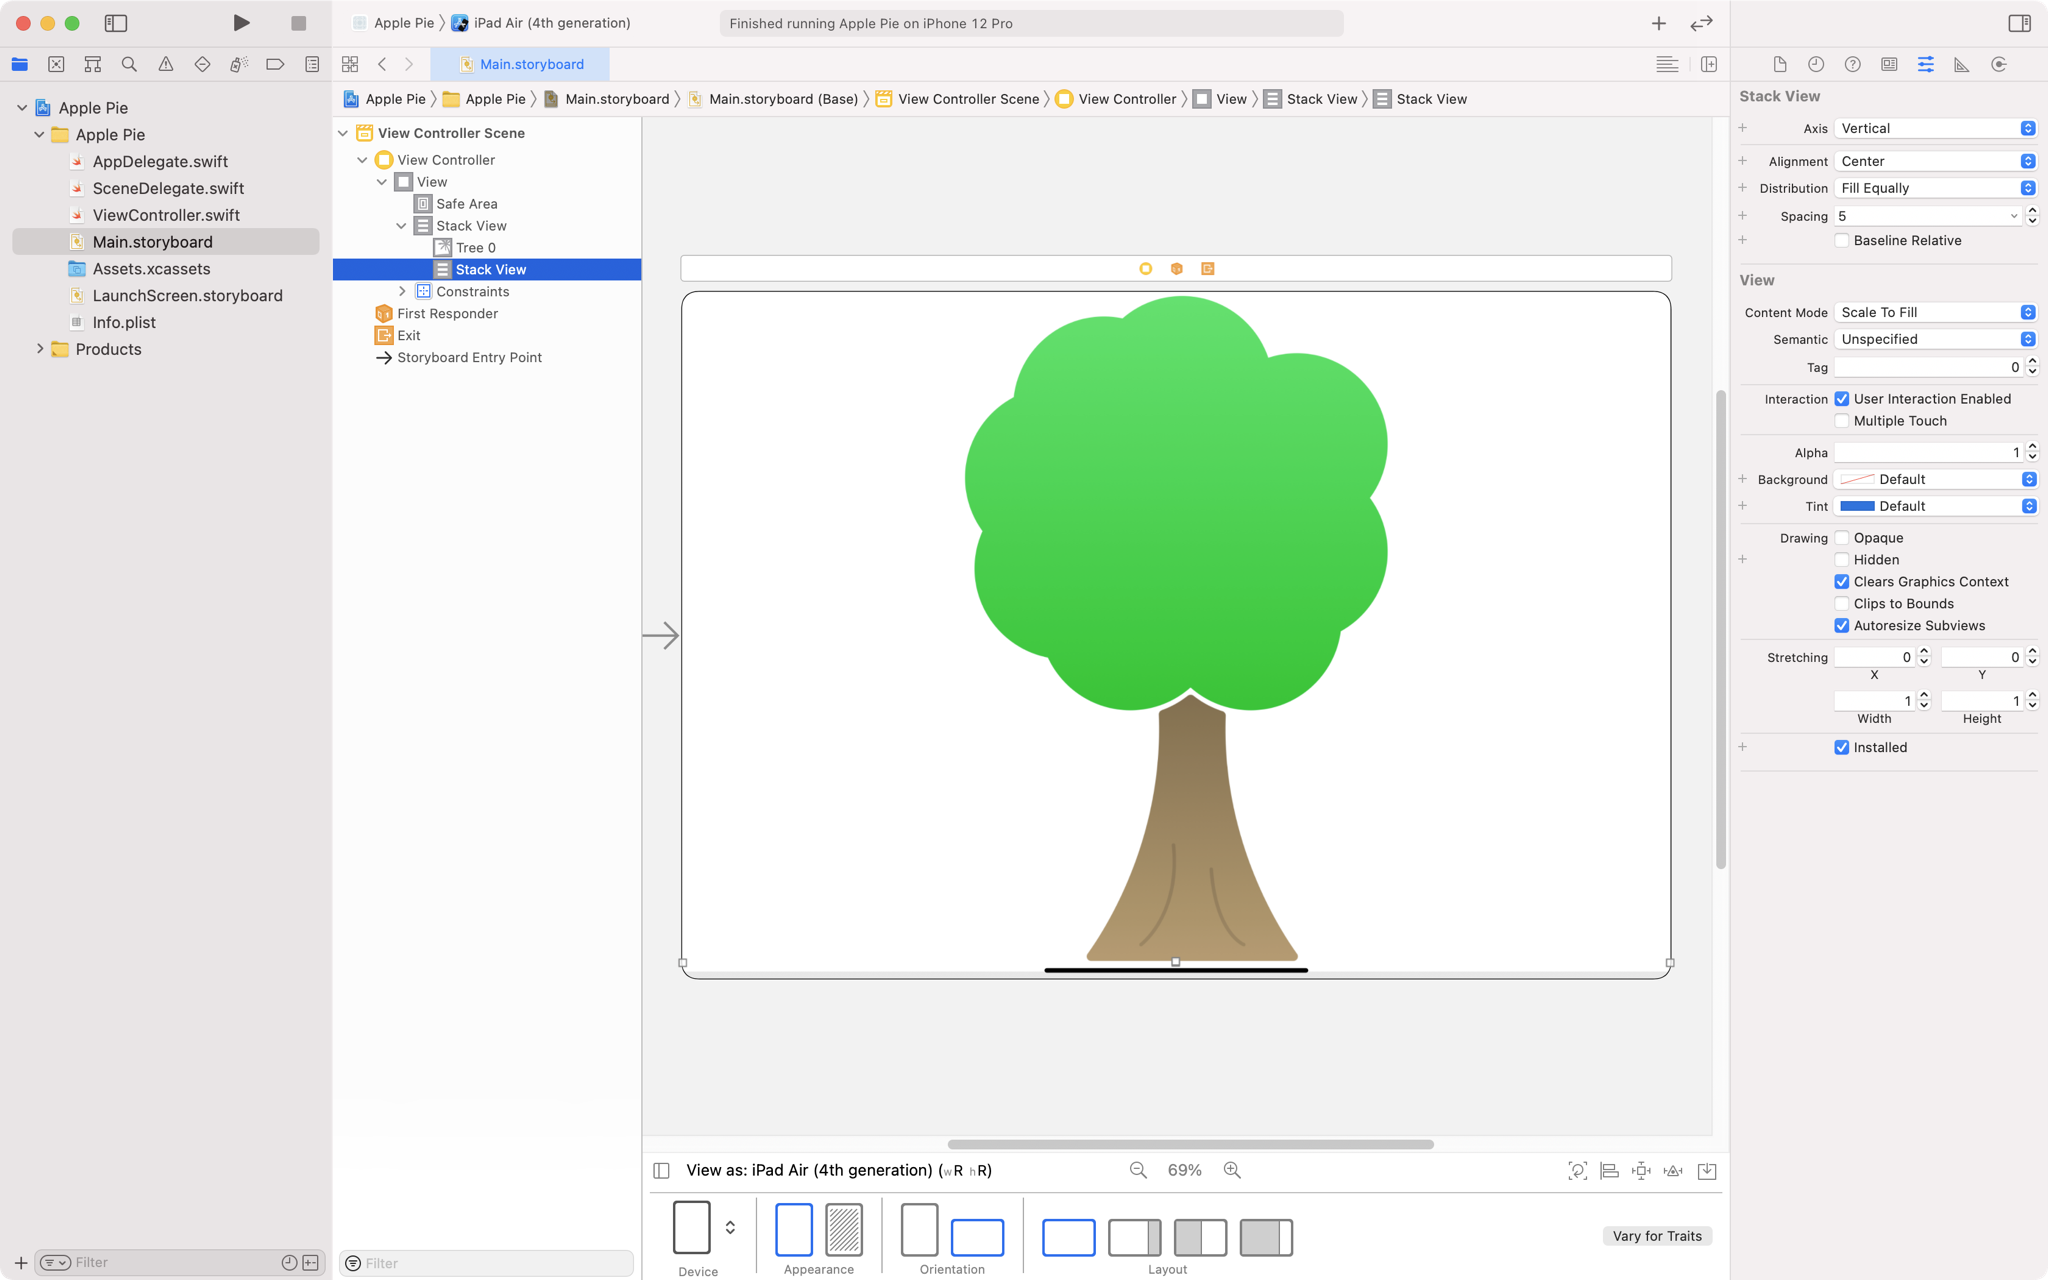 Apple Pie
iPad Air (4th generation)
Finished running Apple Pie on iPhone 12 Pro
Main.storyboard
Apple Pie
Apple Pie
Main.storyboard
Main.storyboard (Base)
View Controller Scene
View Controller
View
Stack View
Stack View
Apple Pie
Apple Pie
AppDelegate.swift
SceneDelegate.swift
ViewController.swift
Main.storyboard
Assets.xcassets
LaunchScreen.storyboard
Info.plist
Products
Filter
View Controller Scene
View Controller
View
Safe Area
Stack View
Tree 0
Stack View
Constraints
First Responder
Exit
Storyboard Entry Point
Filter
View as: iPad Air (4th generation) (wR hR)
69%
Device
Appearance
Orientation
Layout
Vary for Traits
Stack View
Axis Vertical
Alignment Center
Distribution Fill Equally
Spacing 5
Baseline Relative
View
Content Mode Scale To Fill
Semantic Unspecified
Tag 0
Interaction User Interaction Enabled
Multiple Touch
Alpha 1
Background Default
Tint Default
Drawing Opaque
Hidden
Clears Graphics Context
Clips to Bounds
Autoresize Subviews
Stretching 0 0
X Y
1 1
Width Height
Installed